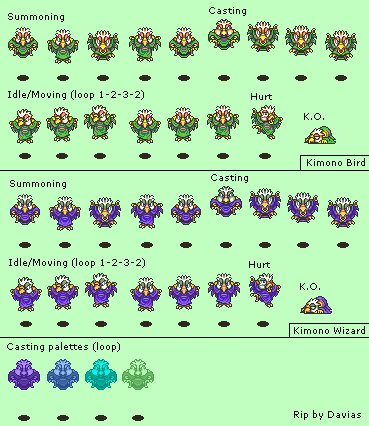 Summoning
Casting
Idle/Moving (loop 1-2-3-2)
Hurt
K.O.
Kimono Bird
Summoning
Casting
Idle/Moving (loop 1-2-3-2)
Hurt
K.O.
Kimono Wizard
Casting palettes (loop)
Rip by Davias